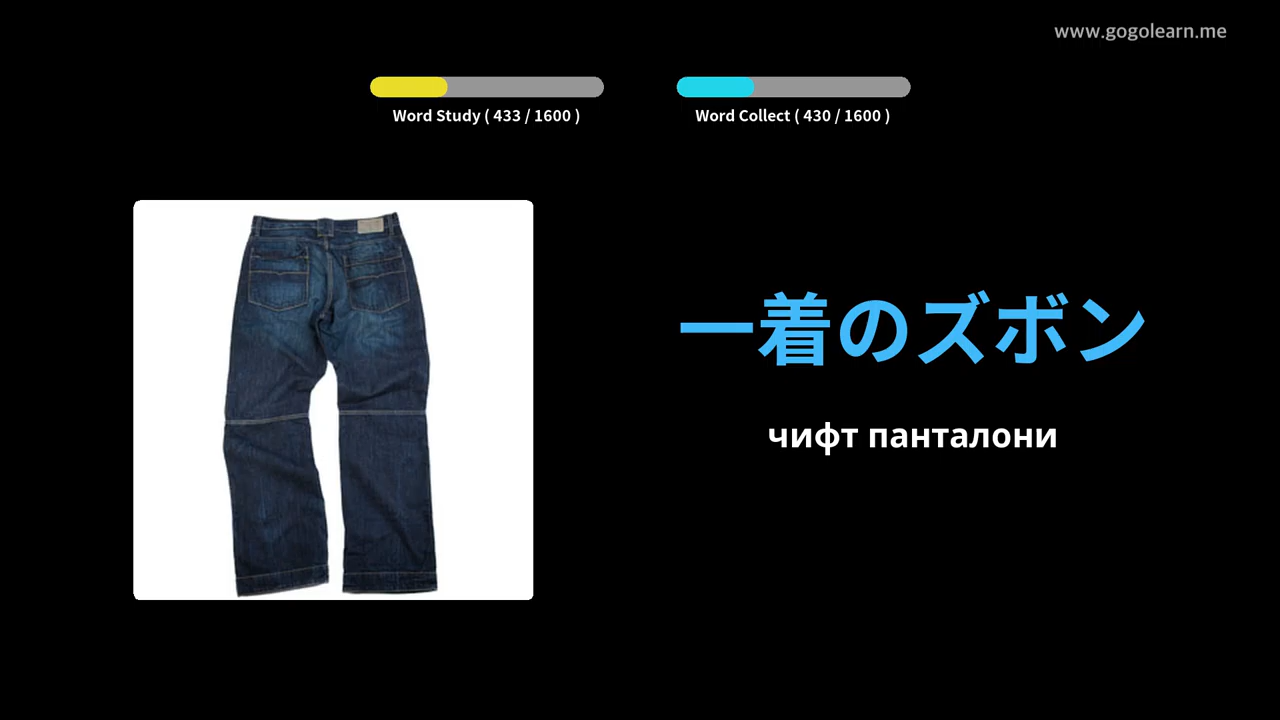 www.gogolearn.me
Word Study ( 433 / 1600 )
Word Collect ( 430 / 1600 )
一着のズボン
чифт панталони